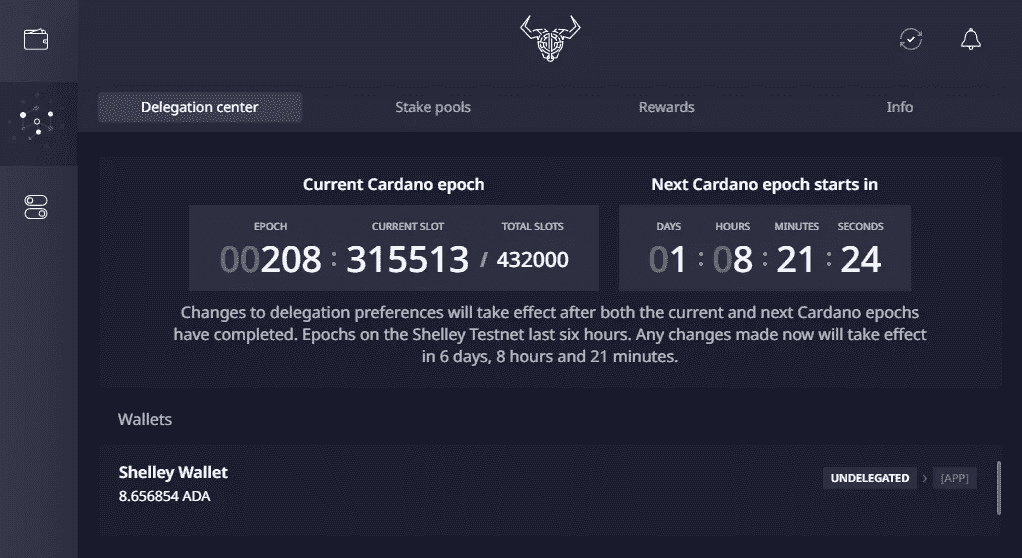 Delegation center Stake pools Rewards Info
Current Cardano epoch Next Cardano epoch starts in
EPOCH CURRENT SLOT TOTAL SLOTS DAYS HOURS MINUTES SECONDS
00208 : 315513 / 432000 01 : 08 : 21 : 24
Changes to delegation preferences will take effect after both the current and next Cardano epochs
have completed. Epochs on the Shelley Testnet last six hours. Any changes made now will take effect
in 6 days, 8 hours and 21 minutes.
Wallets
Shelley Wallet
UNDELEGATED > [APP]
8.656854 ADA